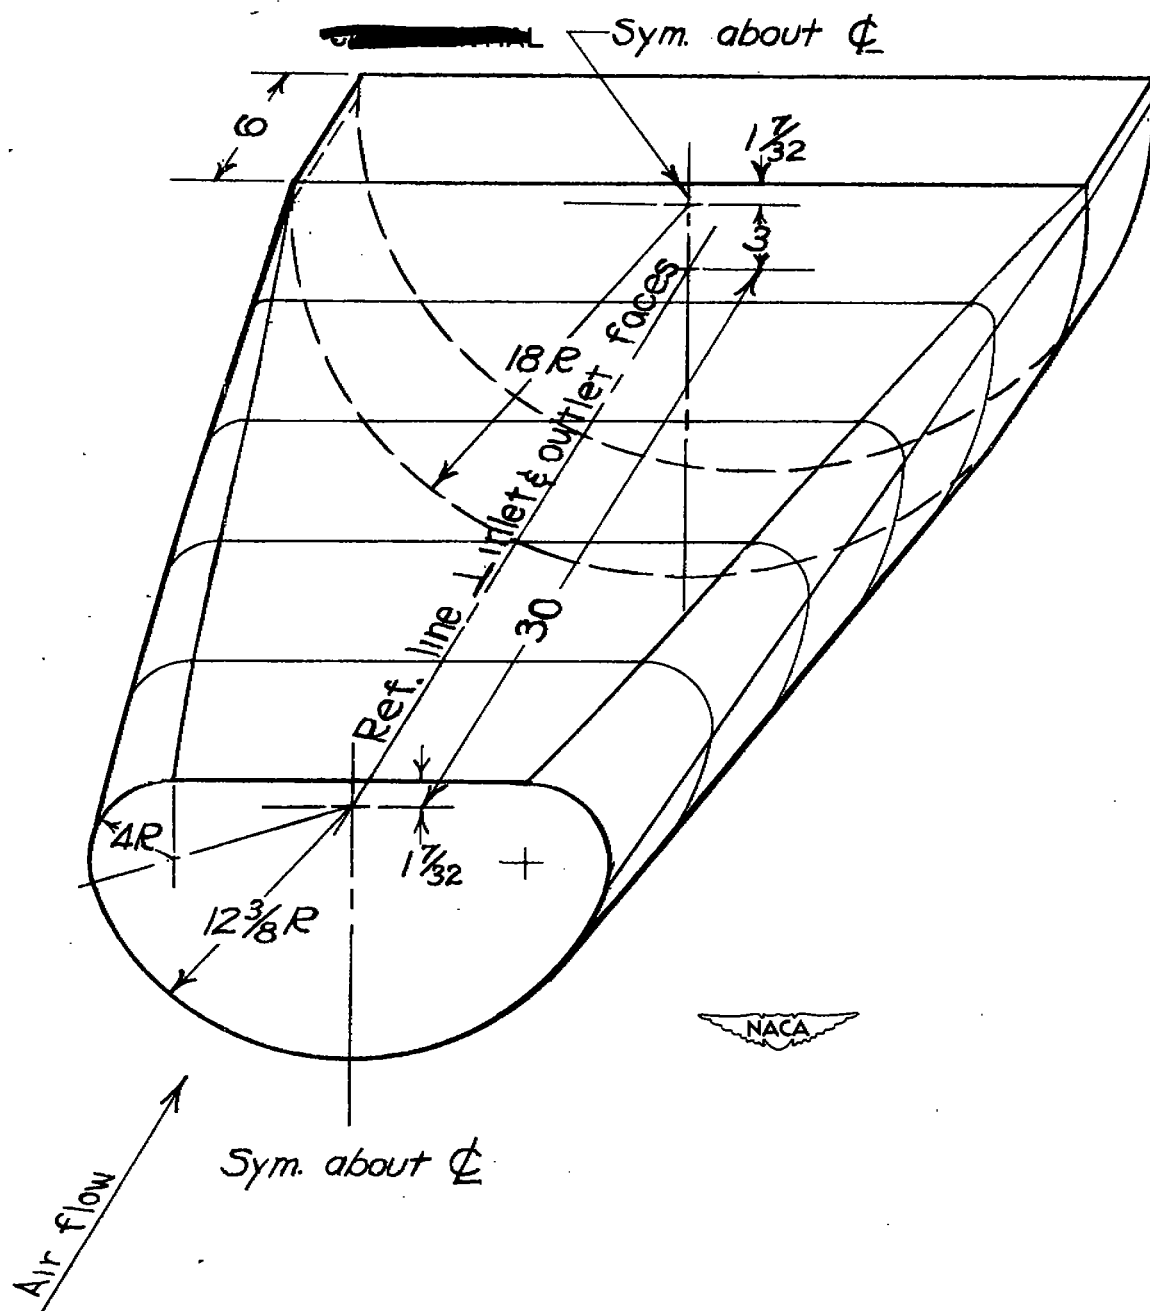 Sym. about ℄
6
1 7/32
3
18 R
Ref. line ⊥ inlet & outlet faces
30
4R
1 7/32
12 3/8 R
NACA
Sym. about ℄
Air flow